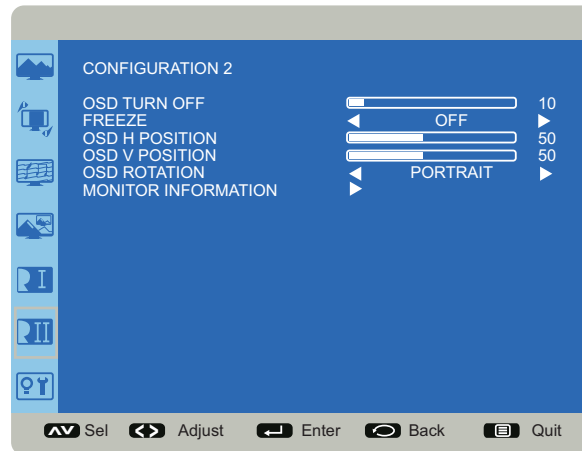 CONFIGURATION 2
OSD TURN OFF 10
FREEZE OFF
OSD H POSITION 50
OSD V POSITION 50
OSD ROTATION PORTRAIT
MONITOR INFORMATION
I
II
Sel Adjust Enter Back Quit